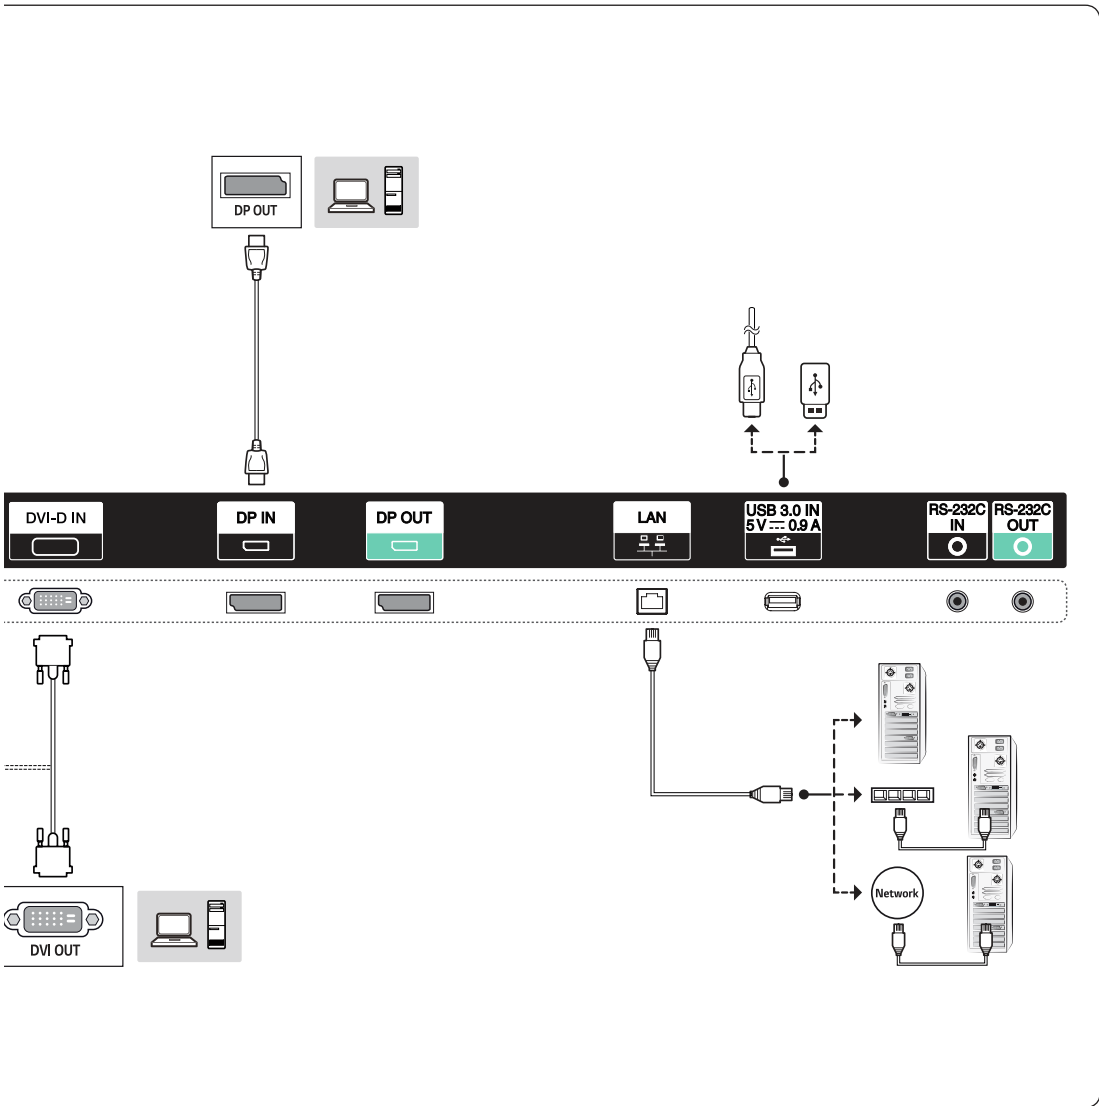 DP OUT
DVI-D IN
DP IN
DP OUT
LAN
USB 3.0 IN
5 V ⎓ 0.9 A
RS-232C
IN
RS-232C
OUT
Network
DVI OUT